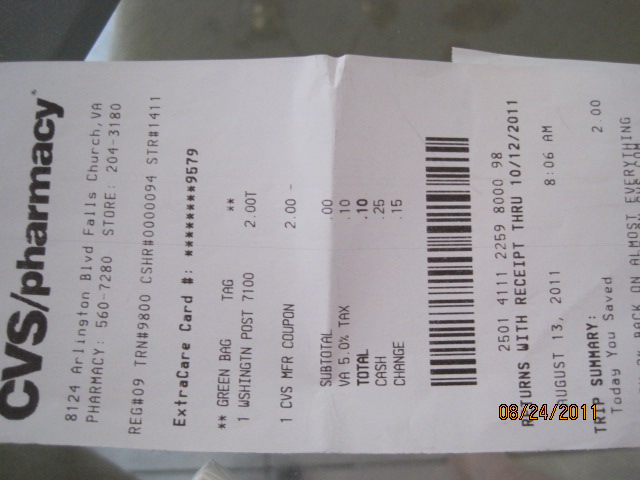 CVS/pharmacy
8124 Arlington Blvd Falls Church, VA
PHARMACY: 560-7280 STORE: 204-3180
REG#09 TRN#9800 CSHR#0000094 STR#1411
ExtraCare Card #: ********9579
** GREEN BAG TAG **
1 WSHINGTN POST 7100 2.00T
1 CVS MFR COUPON 2.00 -
SUBTOTAL .00
VA 5.0% TAX .10
TOTAL .10
CASH .25
CHANGE .15
2501 4111 2259 8000 98
RETURNS WITH RECEIPT THRU 10/12/2011
AUGUST 13, 2011 8:06 AM
TRIP SUMMARY:
Today You Saved 2.00
BACK ON ALMOST EVERYTHING
08/24/2011